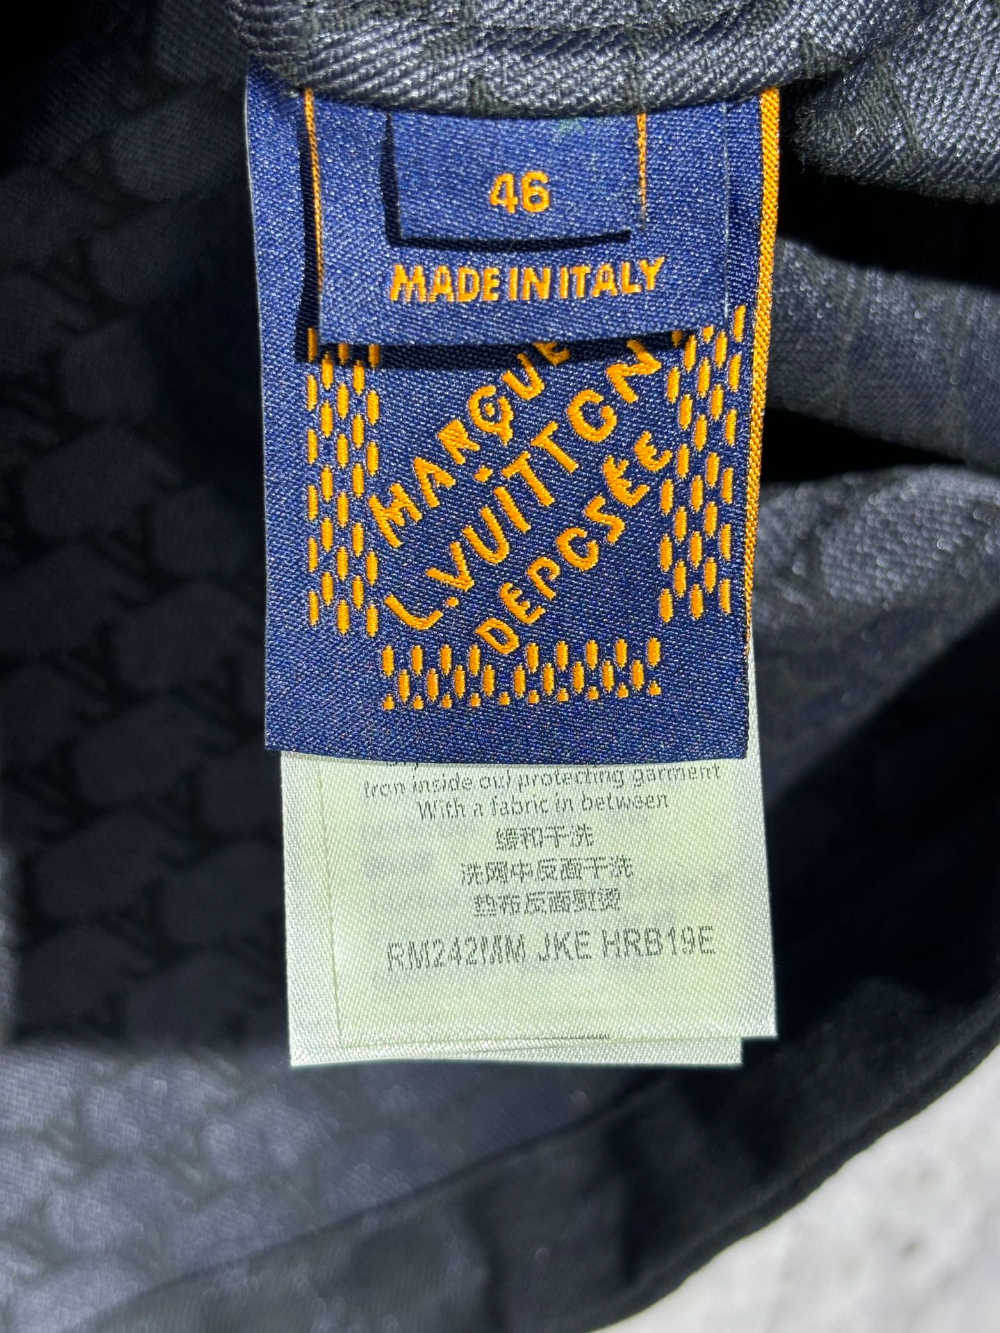 46
MADE IN ITALY
MARQUE
L.VUITTON
DEPOSÉE
Iron inside out protecting garment
With a fabric in between
缓和干洗
洗网中反面干洗
垫布反面熨烫
RM242MM JKE HRB19E